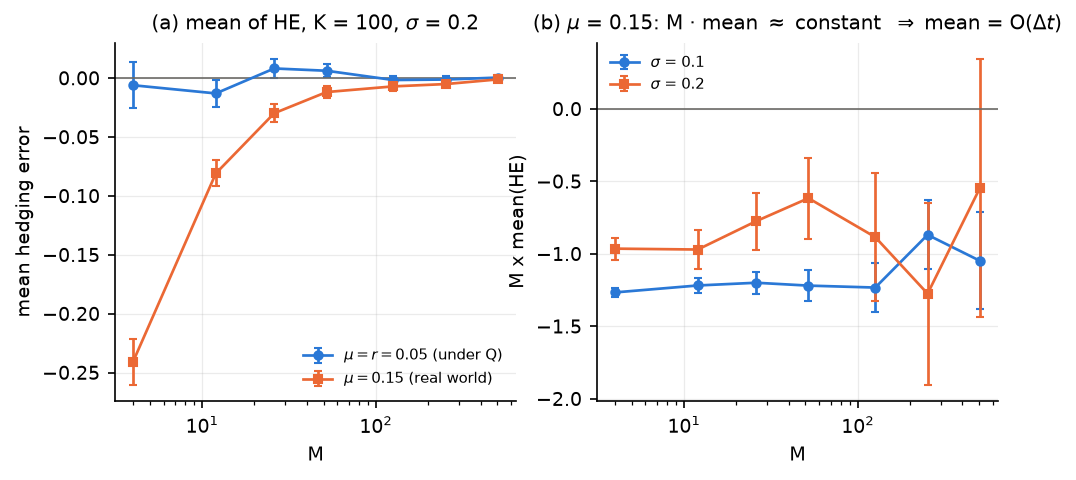 (a) mean of HE, K = 100, σ = 0.2
mean hedging error
0.00
−0.05
−0.10
−0.15
−0.20
−0.25
μ = r = 0.05 (under Q)
μ = 0.15 (real world)
10¹
10²
M
(b) μ = 0.15: M · mean ≈ constant ⇒ mean = O(Δt)
M x mean(HE)
σ = 0.1
σ = 0.2
0.0
−0.5
−1.0
−1.5
−2.0
10¹
10²
M